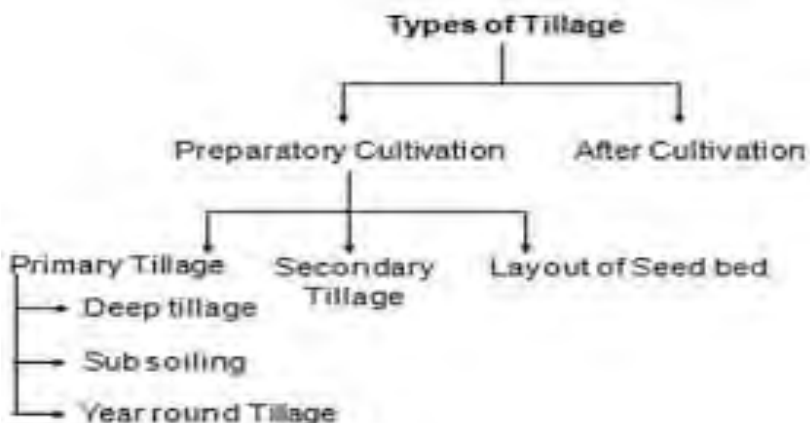 Types of Tillage
Preparatory Cultivation
After Cultivation
Primary Tillage
Secondary
Tillage
Layout of Seed bed
Deep tillage
Sub soiling
Year round Tillage